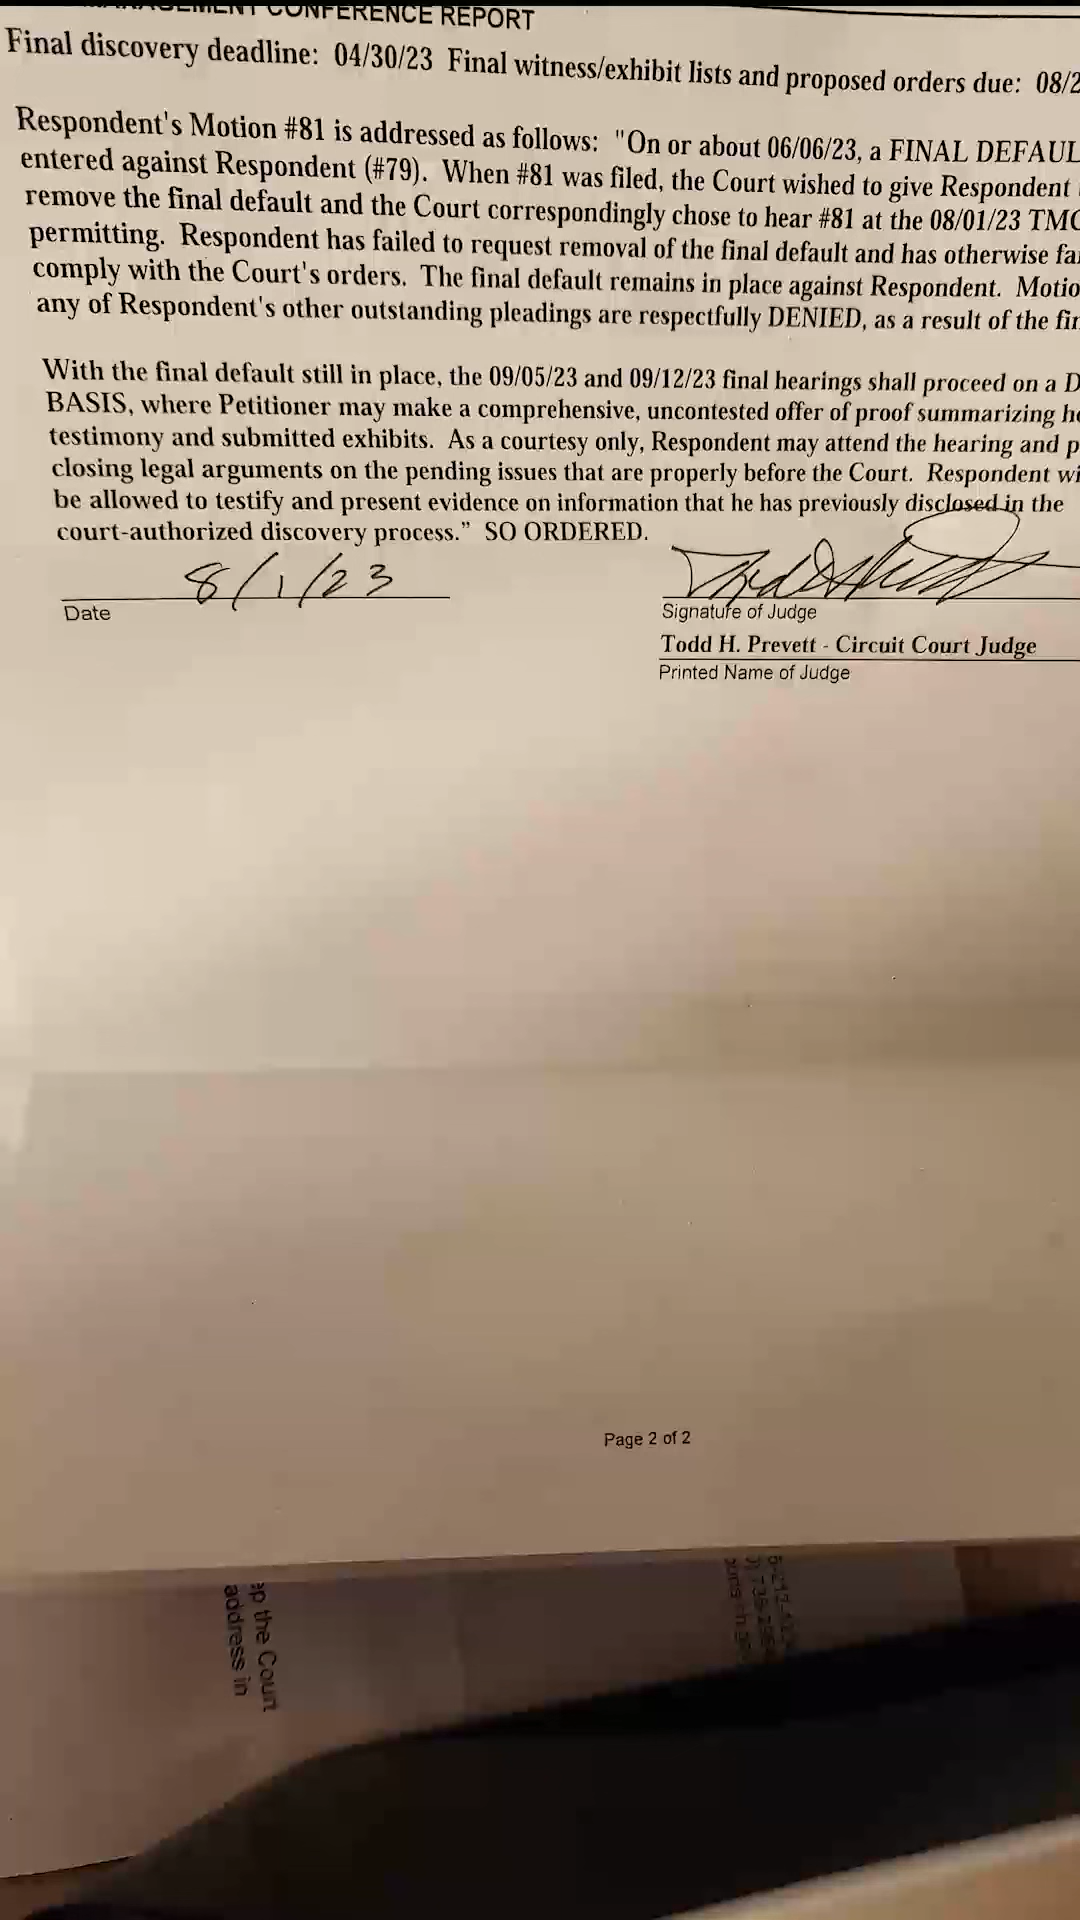 CONFERENCE REPORT
Final discovery deadline: 04/30/23 Final witness/exhibit lists and proposed orders due: 08/2
Respondent's Motion #81 is addressed as follows: "On or about 06/06/23, a FINAL DEFAUL
entered against Respondent (#79). When #81 was filed, the Court wished to give Respondent
remove the final default and the Court correspondingly chose to hear #81 at the 08/01/23 TMC
permitting. Respondent has failed to request removal of the final default and has otherwise fai
comply with the Court's orders. The final default remains in place against Respondent. Motio
any of Respondent's other outstanding pleadings are respectfully DENIED, as a result of the fin
With the final default still in place, the 09/05/23 and 09/12/23 final hearings shall proceed on a D
BASIS, where Petitioner may make a comprehensive, uncontested offer of proof summarizing he
testimony and submitted exhibits. As a courtesy only, Respondent may attend the hearing and p
closing legal arguments on the pending issues that are properly before the Court. Respondent wi
be allowed to testify and present evidence on information that he has previously disclosed in the
court-authorized discovery process.” SO ORDERED.
8/1/23
Date
Signature of Judge
Todd H. Prevett - Circuit Court Judge
Printed Name of Judge
Page 2 of 2
ep the Court
address in